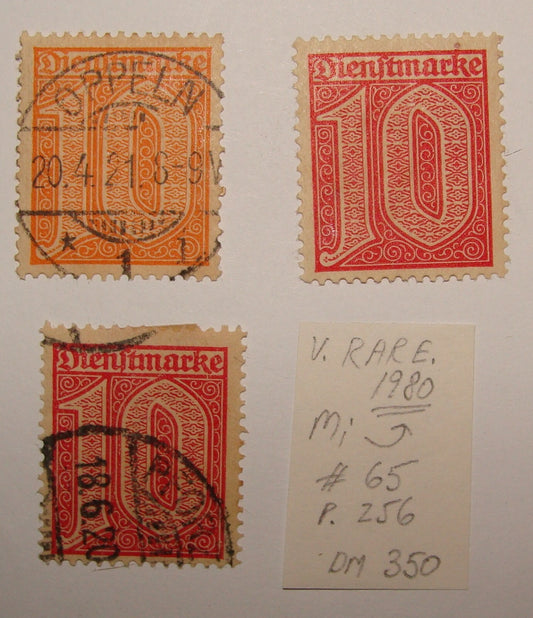 Dienstmarke
10
OPPELN
20.4.21.8-9V
* 1 l
Dienstmarke
10
Dienstmarke
10
18.6.20
V. RARE.
1980
Mi
# 65
P. 256
DM 350